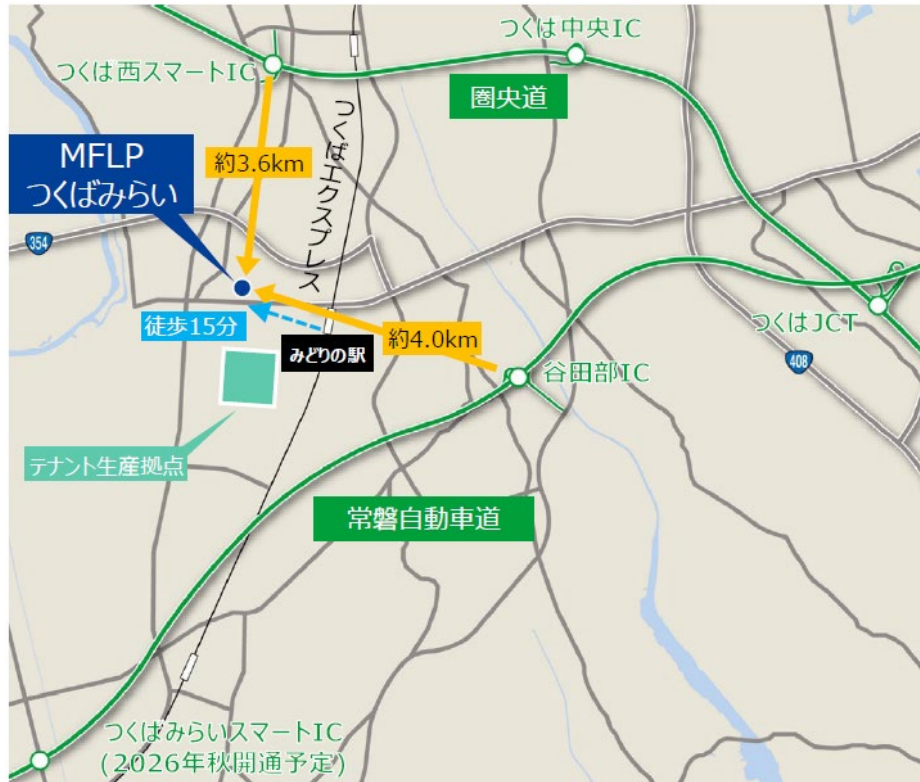 つくば中央IC
つくば西スマートIC
圏央道
つくばエクスプレス
MFLP
つくばみらい
約3.6km
354
徒歩15分
みどりの駅
約4.0km
つくばJCT
谷田部IC
408
テナント生産拠点
常磐自動車道
つくばみらいスマートIC
(2026年秋開通予定)